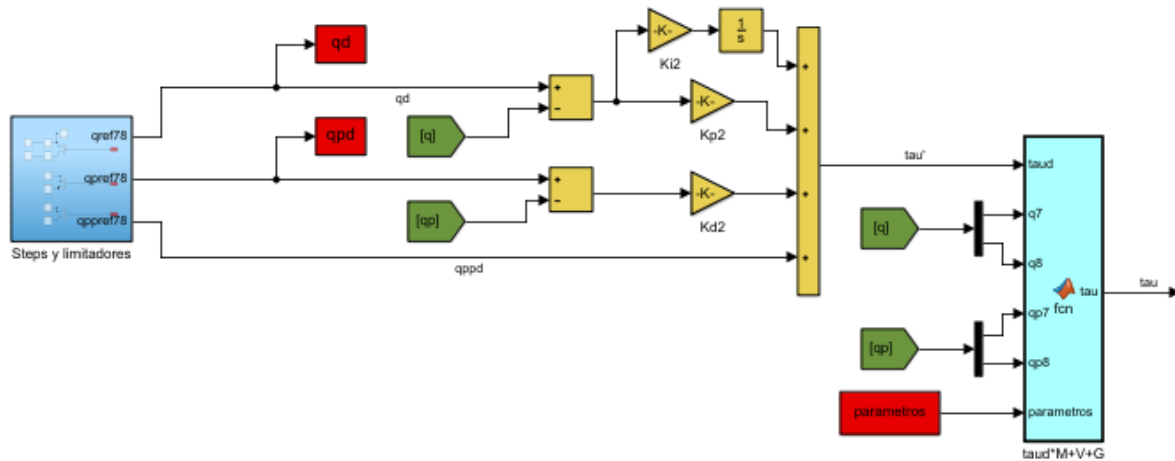 qd
-K-
1
s
Ki2
+
qd
+
-
[q]
-K-
Kp2
+
qref78
qpref78
qppref78
Steps y limitadores
qpd
+
-
[qp]
-K-
Kd2
+
qppd
+
tau'
taud
[q]
q7
q8
tau
fcn
tau
[qp]
qp7
qp8
parametros
parametros
taud*M+V+G